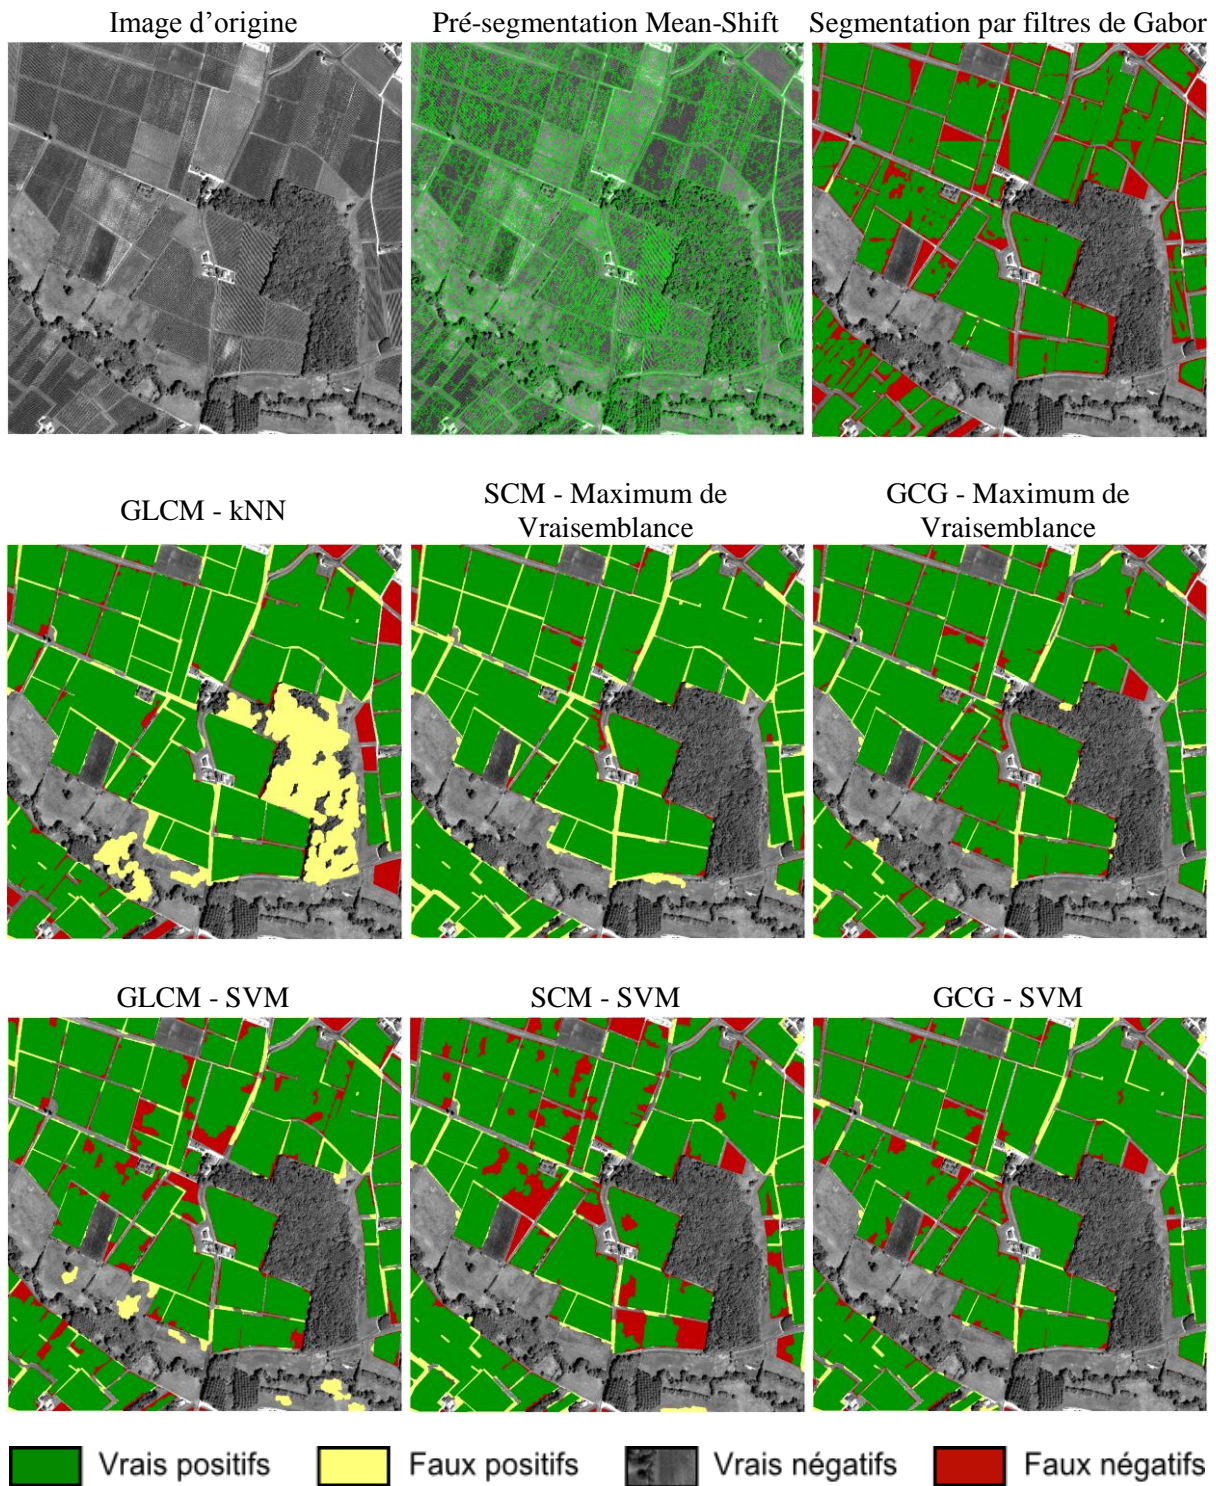 Image d’origine
Pré-segmentation Mean-Shift
Segmentation par filtres de Gabor
GLCM - kNN
SCM - Maximum de
Vraisemblance
GCG - Maximum de
Vraisemblance
GLCM - SVM
SCM - SVM
GCG - SVM
Vrais positifs
Faux positifs
Vrais négatifs
Faux négatifs